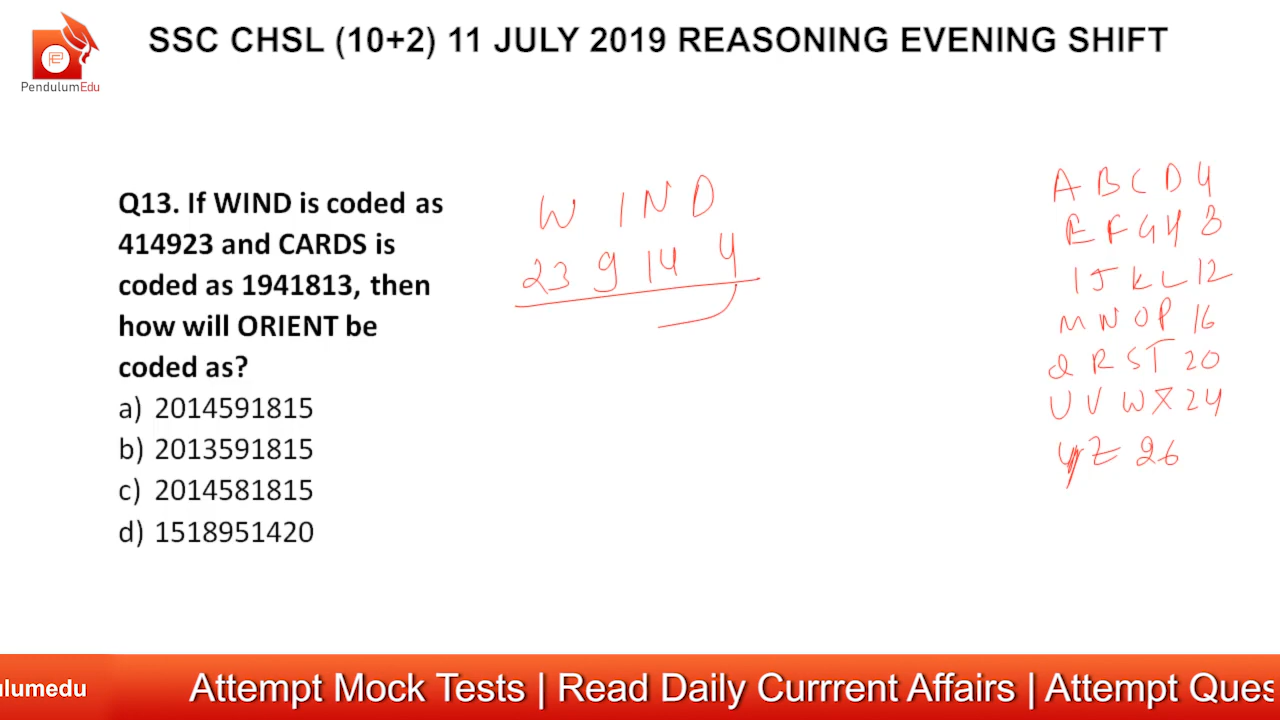 SSC CHSL (10+2) 11 JULY 2019 REASONING EVENING SHIFT
PendulumEdu
Q13. If WIND is coded as
414923 and CARDS is
coded as 1941813, then
how will ORIENT be
coded as?
a) 2014591815
b) 2013591815
c) 2014581815
d) 1518951420
W I N D
23 9 14 4
A B C D 4
E F G H 8
I J K L 12
M N O P 16
Q R S T 20
U V W X 24
Y Z 26
ulumedu
Attempt Mock Tests | Read Daily Currrent Affairs | Attempt Ques